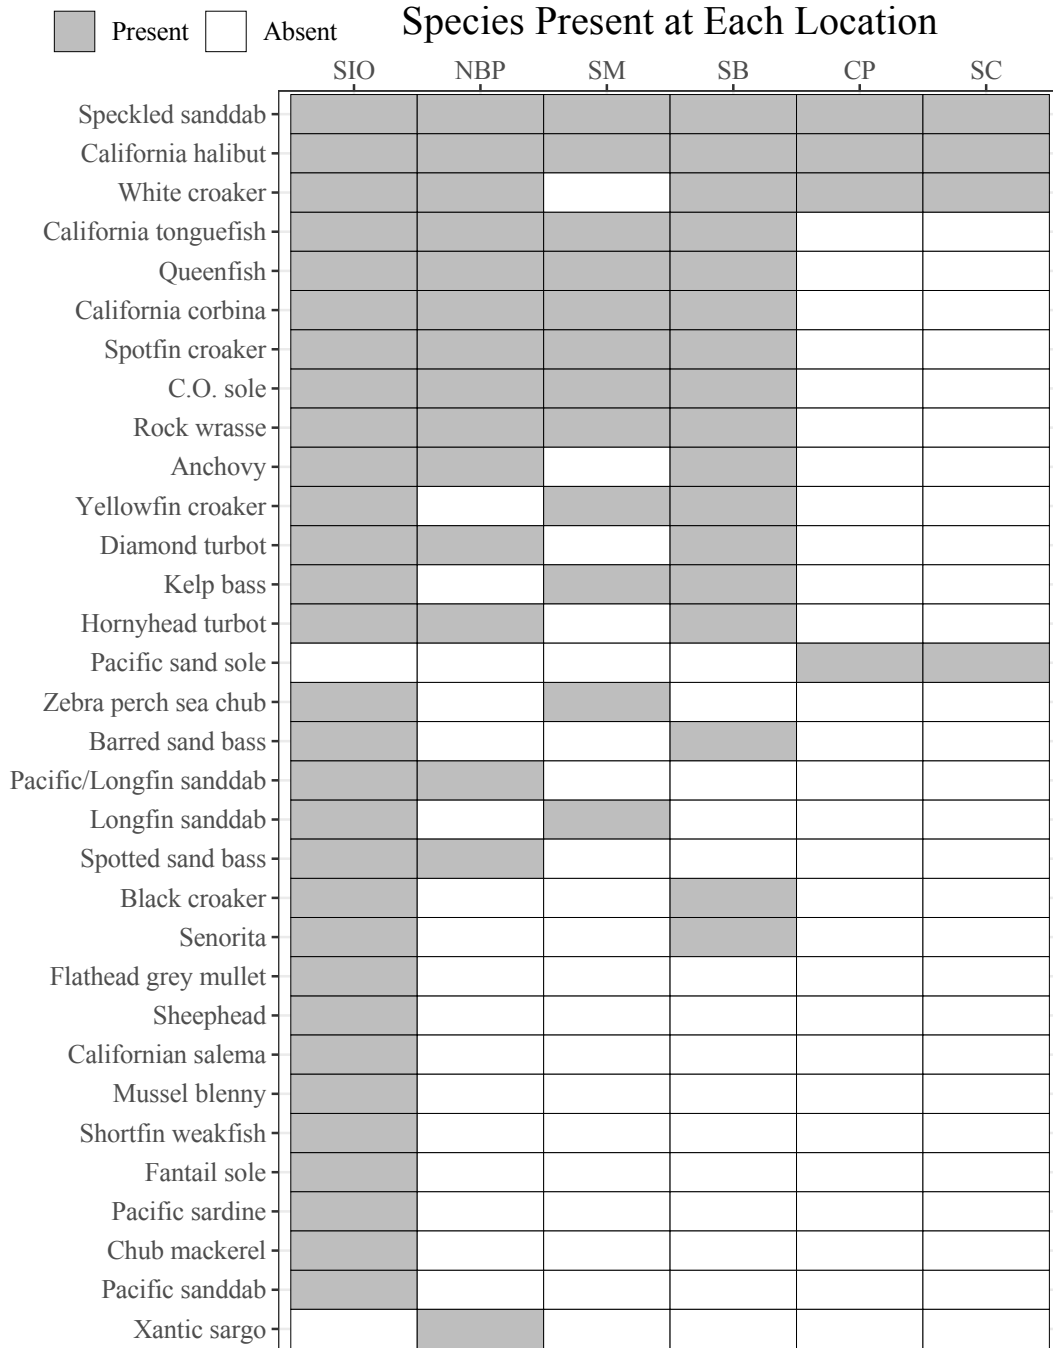 Species Present at Each Location
Present Absent
SIO NBP SM SB CP SC
Speckled sanddab
California halibut
White croaker
California tonguefish
Queenfish
California corbina
Spotfin croaker
C.O. sole
Rock wrasse
Anchovy
Yellowfin croaker
Diamond turbot
Kelp bass
Hornyhead turbot
Pacific sand sole
Zebra perch sea chub
Barred sand bass
Pacific/Longfin sanddab
Longfin sanddab
Spotted sand bass
Black croaker
Senorita
Flathead grey mullet
Sheephead
Californian salema
Mussel blenny
Shortfin weakfish
Fantail sole
Pacific sardine
Chub mackerel
Pacific sanddab
Xantic sargo